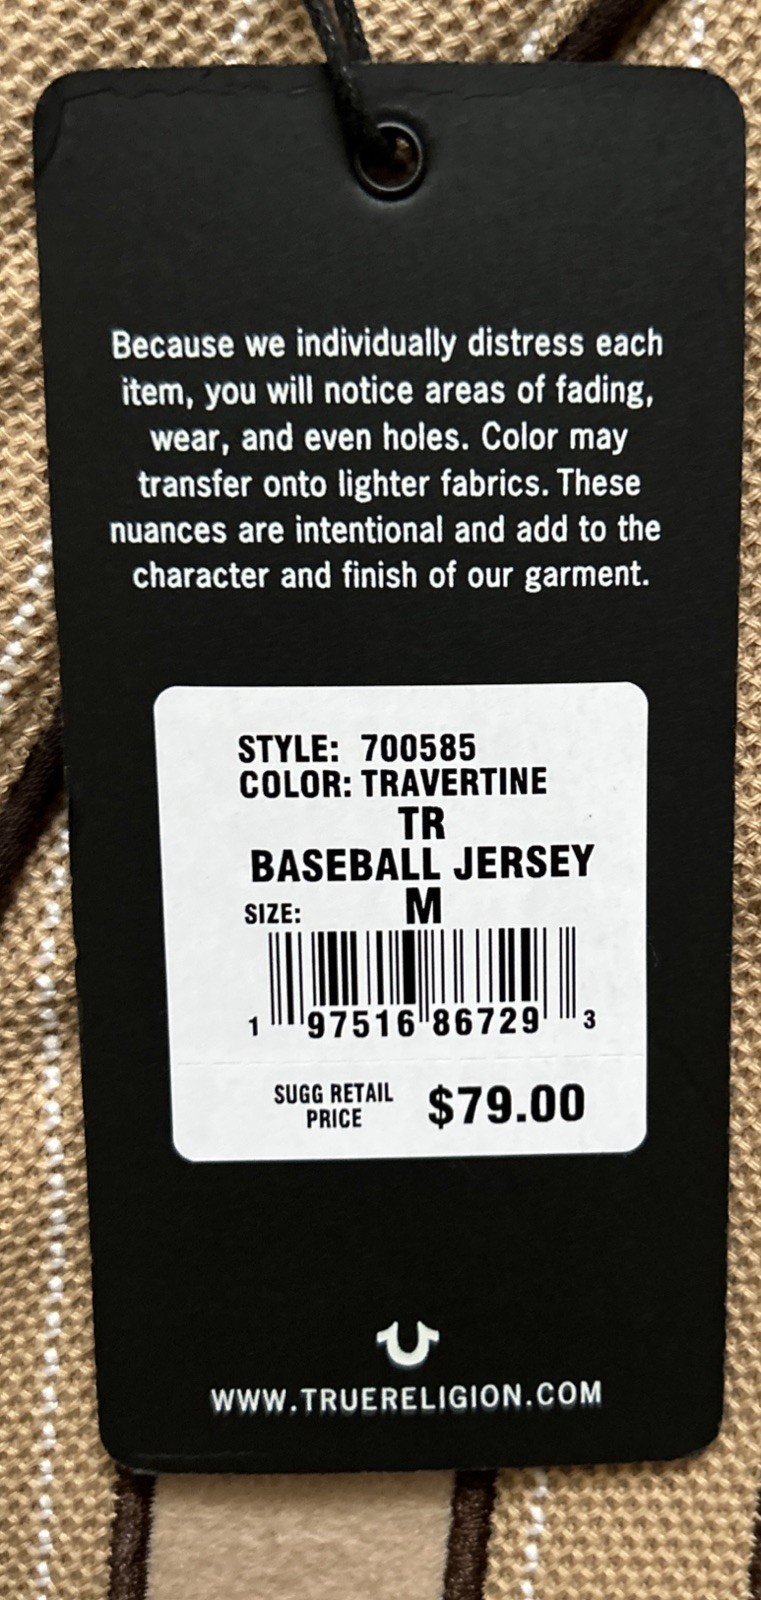 Because we individually distress each
item, you will notice areas of fading,
wear, and even holes. Color may
transfer onto lighter fabrics. These
nuances are intentional and add to the
character and finish of our garment.
STYLE: 700585
COLOR: TRAVERTINE
TR
BASEBALL JERSEY
SIZE: M
1 97516 86729 3
SUGG RETAIL
PRICE $79.00
WWW.TRUERELIGION.COM